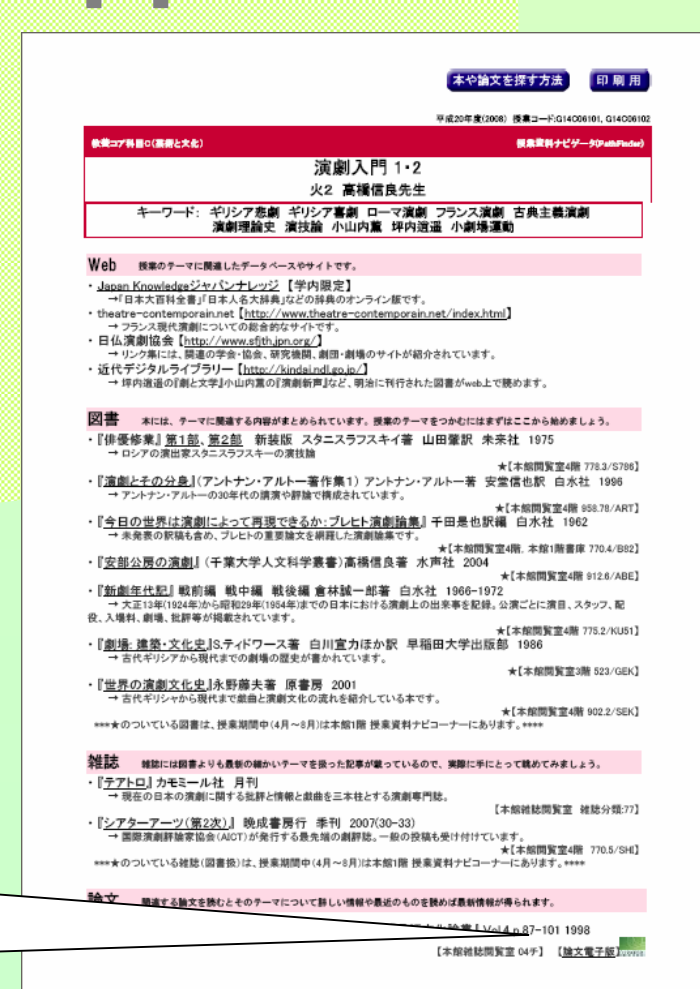 本や論文を探す方法 印刷用
平成20年度(2008) 授業コード:G14C06101, G14C06102
教養コア科目C(芸術と文化) 授業資料ナビゲータ(PathFinder)
演劇入門 1・2
火2 高橋信良先生
キーワード: ギリシア悲劇 ギリシア喜劇 ローマ演劇 フランス演劇 古典主義演劇
演劇理論史 演技論 小山内薫 坪内逍遥 小劇場運動
Web 授業のテーマに関連したデータベースやサイトです。
・Japan Knowledgeジャパンナレッジ 【学内限定】
→「日本大百科全書」「日本人名大辞典」などの辞典のオンライン版です。
・theatre-contemporain.net 【http://www.theatre-contemporain.net/index.html】
→ フランス現代演劇についての総合的なサイトです。
・日仏演劇協会 【http://www.sfjth.jpn.org/】
→ リンク集には、関連の学会・協会、研究機関、劇団・劇場のサイトが紹介されています。
・近代デジタルライブラリー 【http://kindai.ndl.go.jp/】
→ 坪内逍遥の『劇と文学』小山内薫の『演劇新声』など、明治に刊行された図書がweb上で読めます。
図書 本には、テーマに関連する内容がまとめられています。授業のテーマをつかむにはまずはここから始めましょう。
・『俳優修業』 第1部、第2部 新装版 スタニスラフスキイ著 山田肇訳 未来社 1975
→ ロシアの演出家スタニスラフスキーの演技論
★【本館閲覧室4階 778.3/S786】
・『演劇とその分身』(アントナン・アルトー著作集1) アントナン・アルトー著 安堂信也訳 白水社 1996
→ アントナン・アルトーの30年代の講演や評論で構成されています。
★【本館閲覧室4階 958.78/ART】
・『今日の世界は演劇によって再現できるか:ブレヒト演劇論集』 千田是也訳編 白水社 1962
→ 未発表の訳稿も含め、ブレヒトの重要論文を網羅した演劇論集です。
★【本館閲覧室4階, 本館1階書庫 770.4/B82】
・『安部公房の演劇』 (千葉大学人文科学叢書)高橋信良著 水声社 2004
★【本館閲覧室4階 912.6/ABE】
・『新劇年代記』 戦前編 戦中編 戦後編 倉林誠一郎著 白水社 1966-1972
→ 大正13年(1924年)から昭和29年(1954年)までの日本における演劇上の出来事を記録。公演ごとに演目、スタッフ、配
役、入場料、劇場、批評等が掲載されています。
★【本館閲覧室4階 775.2/KU51】
・『劇場: 建築・文化史』S.ティドワース著 白川宣力ほか訳 早稲田大学出版部 1986
→ 古代ギリシアから現代までの劇場の歴史が書かれています。
★【本館閲覧室3階 523/GEK】
・『世界の演劇文化史』永野藤夫著 原書房 2001
→ 古代ギリシャから現代まで戯曲と演劇文化の流れを紹介している本です。
★【本館閲覧室4階 902.2/SEK】
***★のついている図書は、授業期間中(4月~8月)は本館1階 授業資料ナビコーナーにあります。****
雑誌 雑誌には図書よりも最新の細かいテーマを扱った記事が載っているので、実際に手にとって眺めてみましょう。
・『テアトロ』 カモミール社 月刊
→ 現在の日本の演劇に関する批評と情報と戯曲を三本柱とする演劇専門誌。
【本館雑誌閲覧室 雑誌分類:77】
・『シアターアーツ(第2次)』 晩成書房行 季刊 2007(30-33)
→ 国際演劇評論家協会(AICT)が発行する最先端の劇評誌。一般の投稿も受け付けています。
★【本館閲覧室4階 770.5/SHI】
***★のついている雑誌(図書扱)は、授業期間中(4月~8月)は本館1階 授業資料ナビコーナーにあります。****
論文 関連する論文を読むとそのテーマについて詳しい情報や最近のものを読めば最新情報が得られます。
Vol.4 p.87-101 1998
【本館雑誌閲覧室 04チ】 【論文電子版】